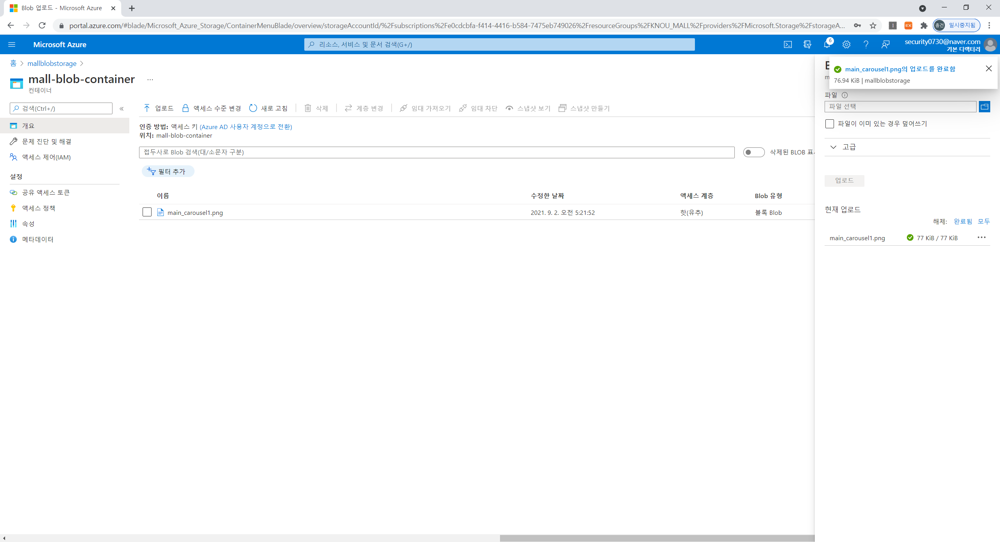 Blob 업로드 - Microsoft Azure
portal.azure.com/#blade/Microsoft_Azure_Storage/ContainerMenuBlade/overview/storageAccountId/%2Fsubscriptions%2Fe0cdcbfa-f414-4416-b584-7475eb749026%2FresourceGroups%2FKNOU_MALL%2Fproviders%2FMicrosoft.Storage%2FstorageA...
EX
충건
일시중지됨
Microsoft Azure
리소스, 서비스 및 문서 검색(G+/)
6
security0730@naver.com
기본 디렉터리
홈 > mallblobstorage >
mall-blob-container ...
컨테이너
main_carousel1.png의 업로드를 완료함
76.94 KiB | mallblobstorage
검색(Ctrl+/)
«
개요
문제 진단 및 해결
액세스 제어(IAM)
설정
공유 액세스 토큰
액세스 정책
속성
메타데이터
업로드
액세스 수준 변경
새로 고침
삭제
계층 변경
임대 가져오기
임대 차단
스냅샷 보기
스냅샷 만들기
인증 방법: 액세스 키 (Azure AD 사용자 계정으로 전환)
위치: mall-blob-container
접두사로 Blob 검색(대/소문자 구분)
삭제된 BLOB
필터 추가
이름 수정한 날짜 액세스 계층 Blob 유형
main_carousel1.png 2021. 9. 2. 오전 5:21:52 핫(유추) 블록 Blob
파일
파일 선택
파일이 이미 있는 경우 덮어쓰기
고급
업로드
현재 업로드
해제: 완료됨 모두
main_carousel1.png 77 KiB / 77 KiB